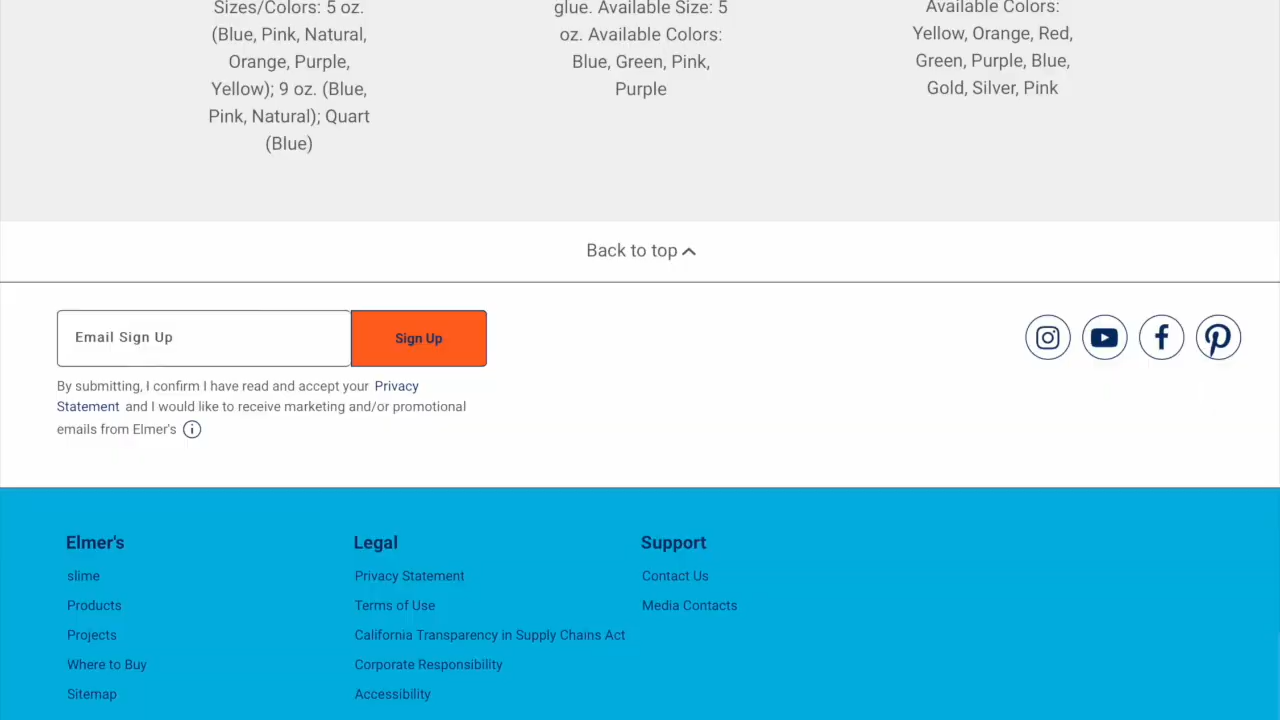 Sizes/Colors: 5 oz.
(Blue, Pink, Natural,
Orange, Purple,
Yellow); 9 oz. (Blue,
Pink, Natural); Quart
(Blue)
glue. Available Size: 5
oz. Available Colors:
Blue, Green, Pink,
Purple
Available Colors:
Yellow, Orange, Red,
Green, Purple, Blue,
Gold, Silver, Pink
Back to top
Email Sign Up
Sign Up
By submitting, I confirm I have read and accept your Privacy
Statement and I would like to receive marketing and/or promotional
emails from Elmer's
Elmer's
slime
Products
Projects
Where to Buy
Sitemap
Legal
Privacy Statement
Terms of Use
California Transparency in Supply Chains Act
Corporate Responsibility
Accessibility
Support
Contact Us
Media Contacts